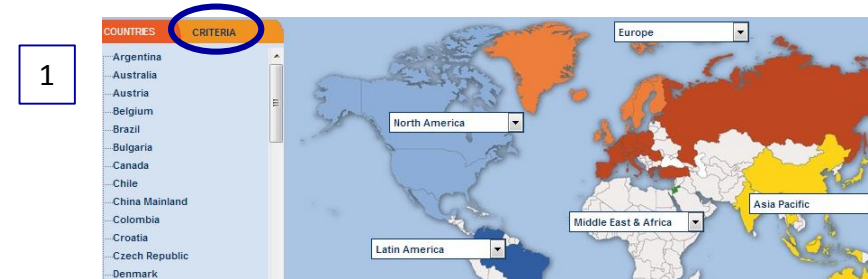 1
COUNTRIES CRITERIA
Argentina
Australia
Austria
Belgium
Brazil
Bulgaria
Canada
Chile
China Mainland
Colombia
Croatia
Czech Republic
Denmark
Europe
North America
Asia Pacific
Middle East & Africa
Latin America